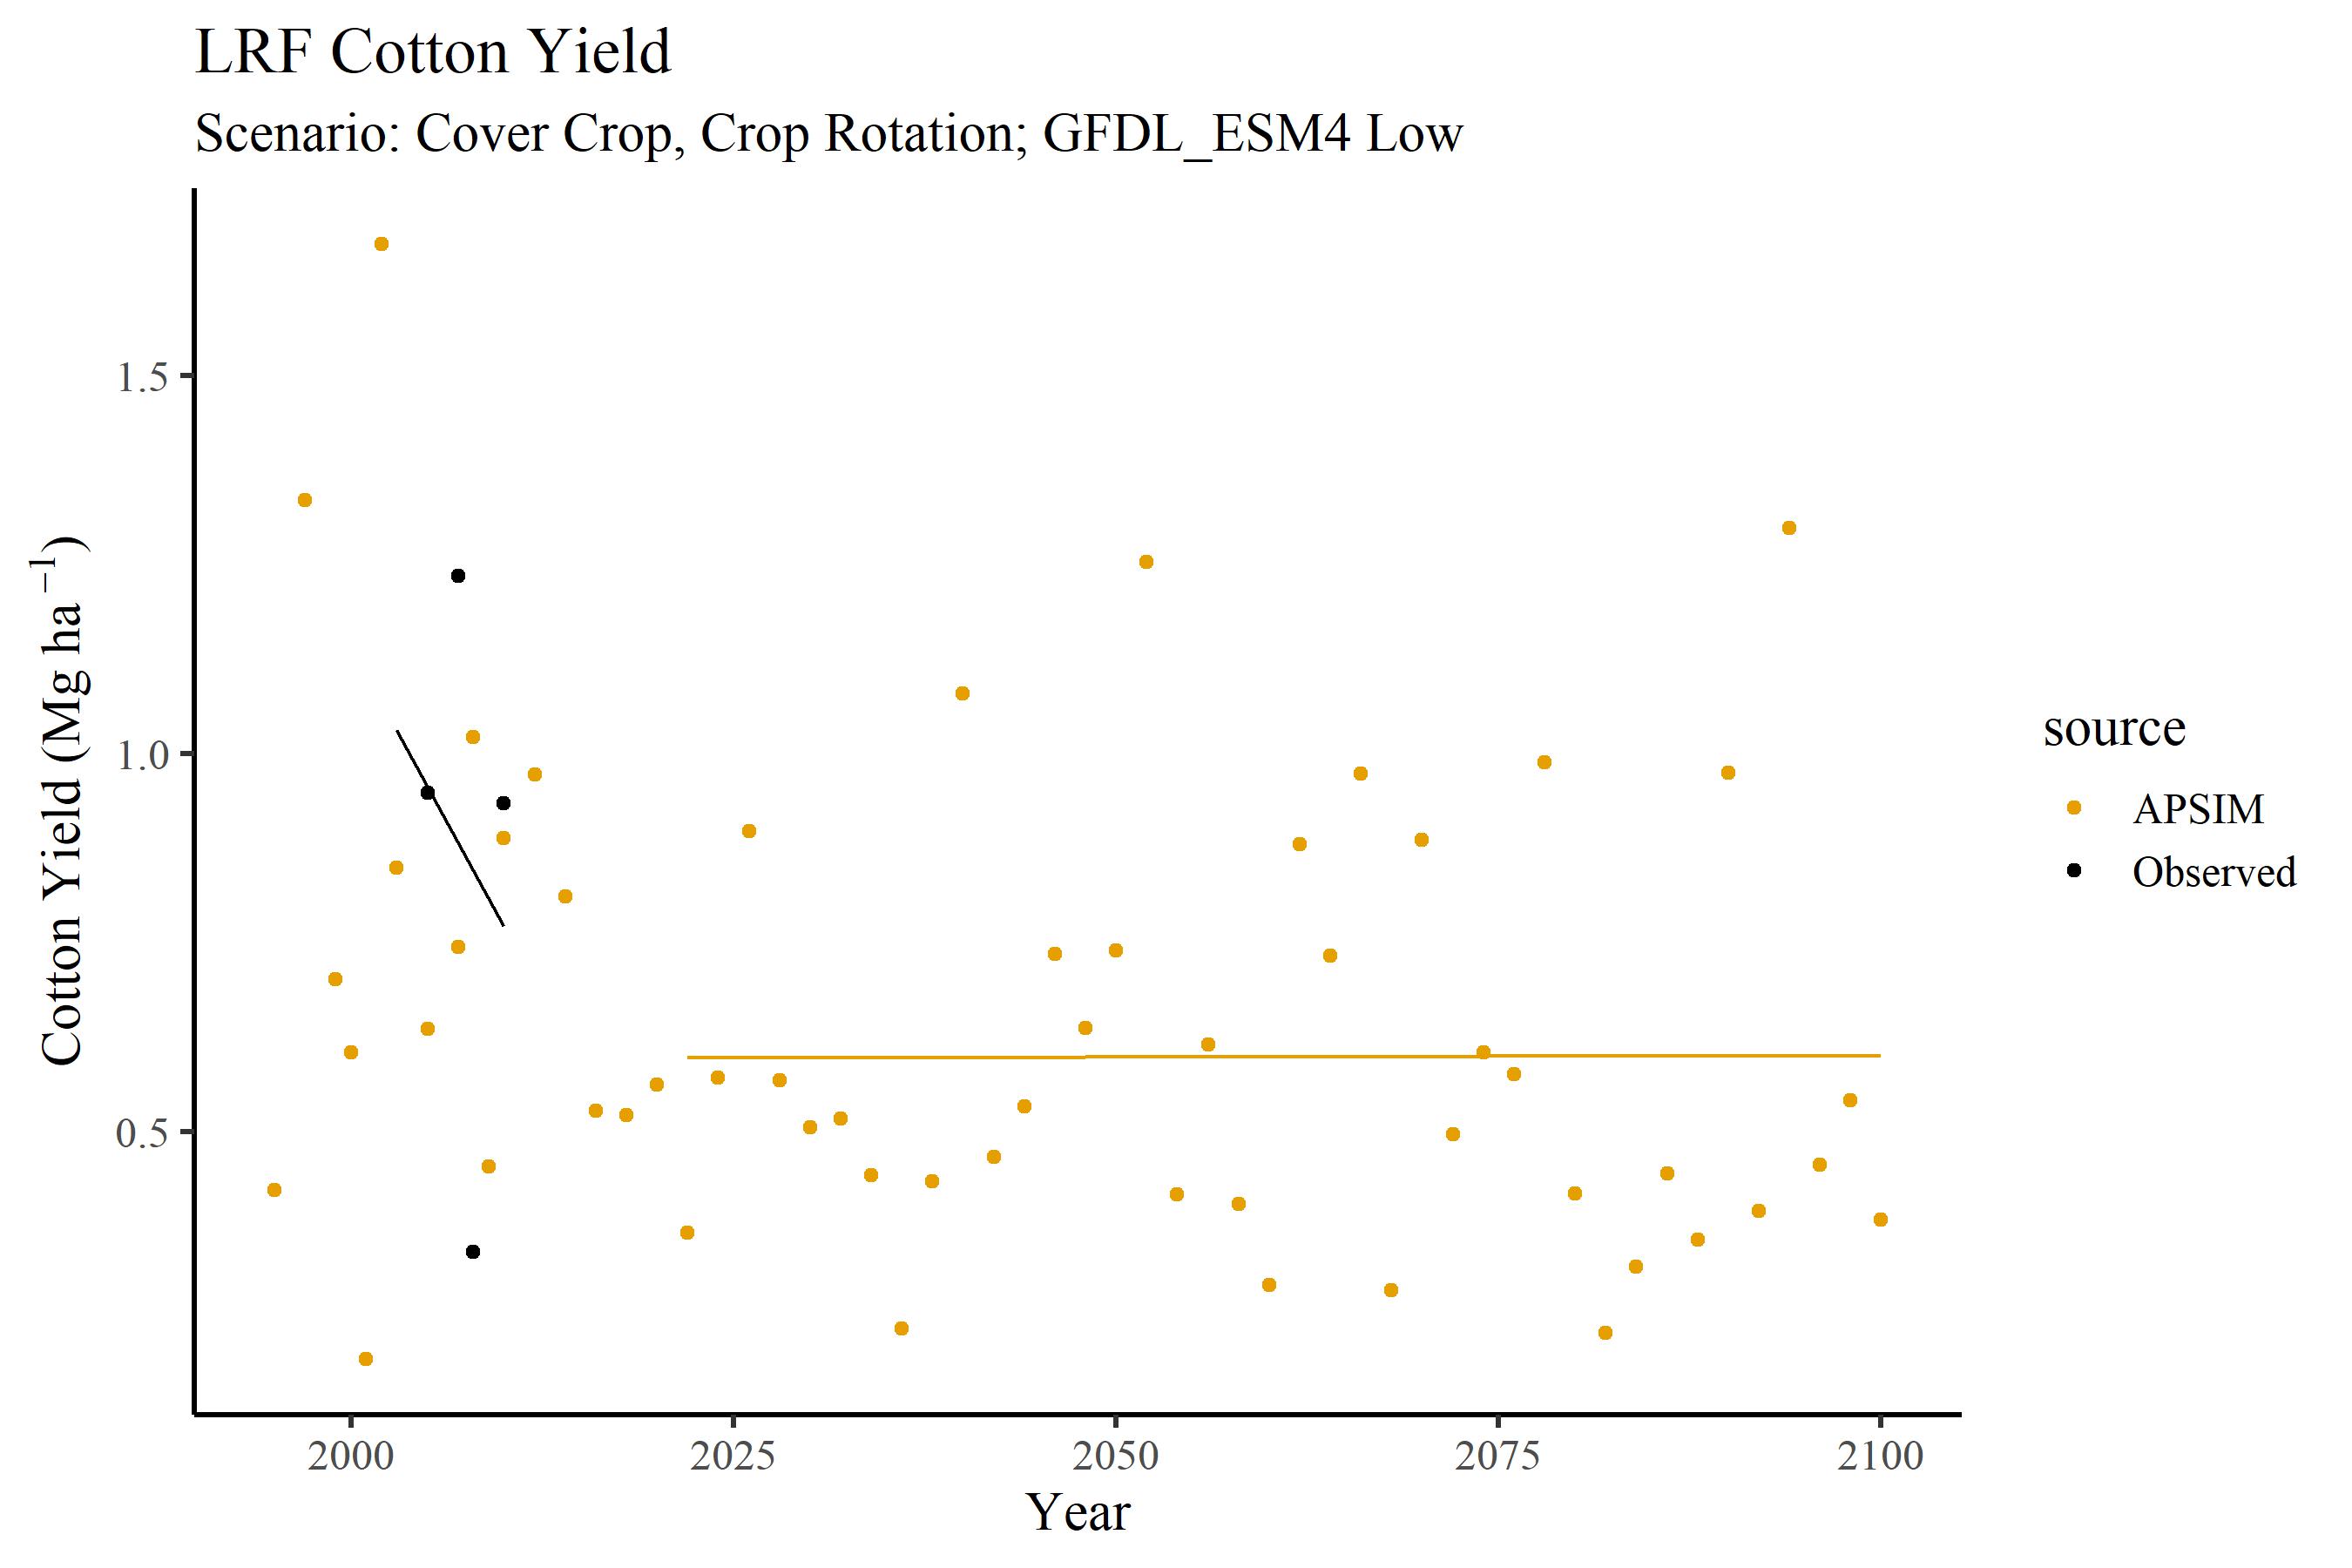 LRF Cotton Yield
Scenario: Cover Crop, Crop Rotation; GFDL_ESM4 Low
Cotton Yield (Mg ha⁻¹)
1.5
1.0
0.5
2000
2025
2050
2075
2100
Year
source
APSIM
Observed